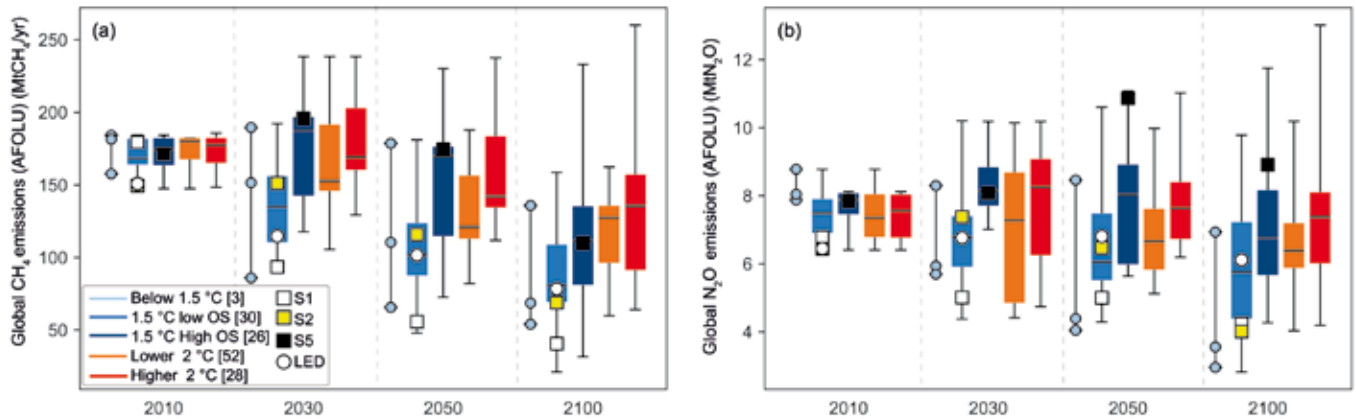 (a)
Global CH₄ emissions (AFOLU) (MtCH₄/yr)
250
200
150
100
50
Below 1.5 °C [3]
1.5 °C low OS [30]
1.5 °C High OS [26]
Lower 2 °C [52]
Higher 2 °C [28]
S1
S2
S5
LED
2010 2030 2050 2100
(b)
Global N₂O emissions (AFOLU) (MtN₂O)
12
10
8
6
4
2010 2030 2050 2100